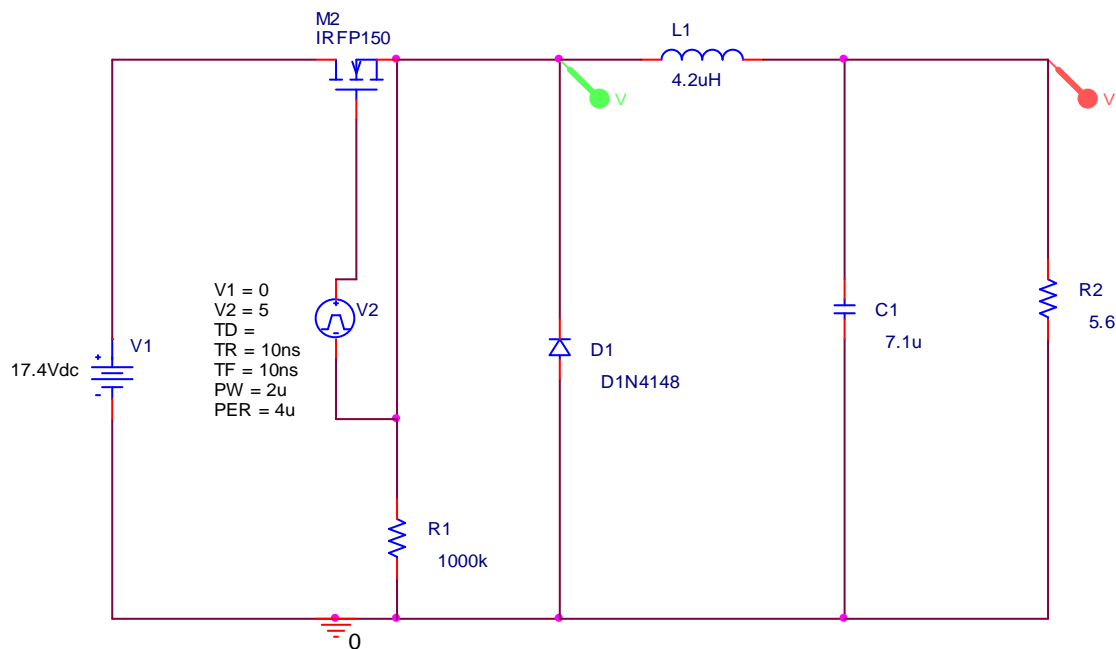 M2
IRFP150
L1
4.2uH
V
V
V1 = 0
V2 = 5
TD =
TR = 10ns
TF = 10ns
PW = 2u
PER = 4u
V2
V1
17.4Vdc
D1
D1N4148
C1
7.1u
R2
5.6
R1
1000k
0